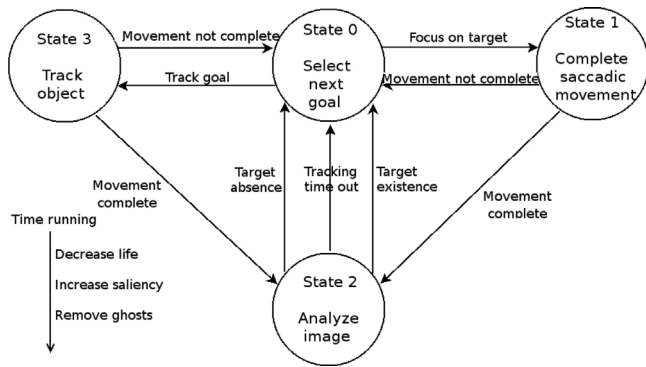 State 3
Track
object
Movement not complete
Track goal
State 0
Select
next
goal
Focus on target
Movement not complete
State 1
Complete
saccadic
movement
Movement
complete
Target
absence
Tracking
time out
Target
existence
Movement
complete
Time running
Decrease life
Increase saliency
Remove ghosts
State 2
Analyze
image